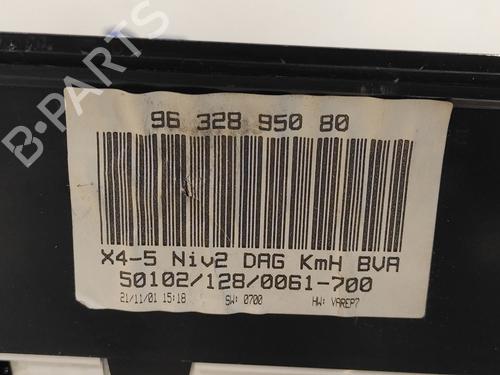 96 328 950 80
X4-5 Niv2 DAG KmH BVA
50102/128/0061-700
21/11/01 15:18 SW: 0700 HW: VAREP7
B-PARTS